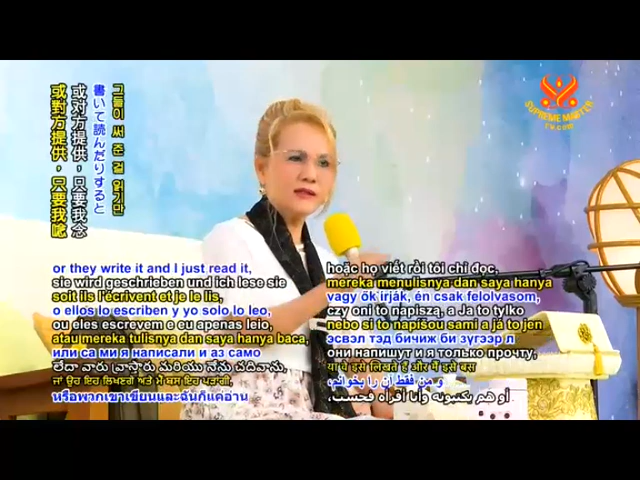 그들이 써 준 걸 읽기만
書いて読んだりすると
或对方提供，只要我念
或對方提供，只要我唸
SUPREME MASTER
TV.COM
or they write it and I just read it,
sie wird geschrieben und ich lese sie
soit ils l'écrivent et je le lis,
o ellos lo escriben y yo solo lo leo,
ou eles escrevem e eu apenas leio,
atau mereka tulisnya dan saya hanya baca,
или са ми я написали и аз само
లేదా వారు వ్రాస్తారు మరియు నేను చదివాను,
ਜਾਂ ਉਹ ਇਹ ਲਿਖਣਗੇ ਅਤੇ ਮੈਂ ਬਸ ਇਹ ਪੜਾਂਗੀ,
หรือพวกเขาเขียนและฉันก็แค่อ่าน
hoặc họ viết rồi tôi chỉ đọc,
mereka menulisnya dan saya hanya
vagy ők írják, én csak felolvasom,
czy oni to napiszą, a Ja to tylko
nebo si to napíšou sami a já to jen
эсвэл тэд бичиж би зүгээр л
они напишут и я только прочту,
या वे इसे लिखते हैं और मैं इसे बस
و من فقط آن را بخوانم،
أو هم يكتبونه وأنا أقرأه فحسب،